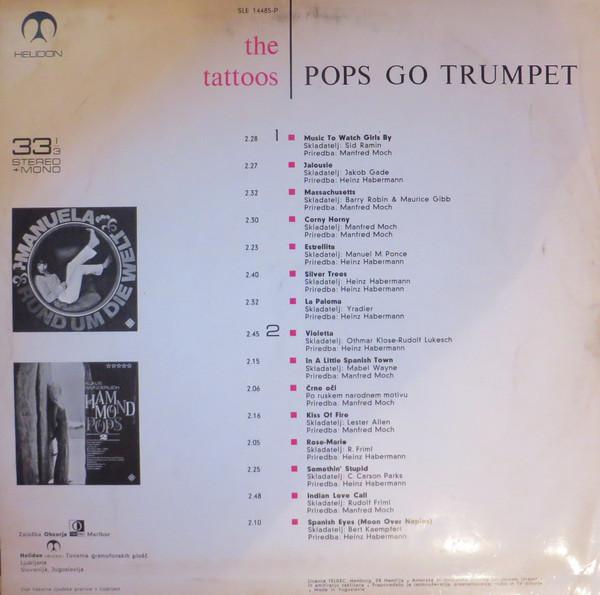 SLE 14485-P
HELIDON
the
tattoos
POPS GO TRUMPET
33 1/3
STEREO
+MONO
1
2.28 Music To Watch Girls By
Skladatelj: Sid Ramin
Priredba: Manfred Moch
2.27 Jalousie
Skladatelj: Jakob Gade
Priredba: Heinz Habermann
2.32 Massachusetts
Skladatelj: Barry Robin & Maurice Gibb
Priredba: Manfred Moch
2.30 Corny Horny
Skladatelj: Manfred Moch
Priredba: Manfred Moch
2.23 Estrellita
Skladatelj: Manuel M. Ponce
Priredba: Heinz Habermann
2.40 Silver Trees
Skladatelj: Heinz Habermann
Priredba: Heinz Habermann
2.32 La Paloma
Skladatelj: Yradier
Priredba: Heinz Habermann
2
2.45 Violetta
Skladatelj: Othmar Klose-Rudolf Lukesch
Priredba: Heinz Habermann
2.15 In A Little Spanish Town
Skladatelj: Mabel Wayne
Priredba: Manfred Moch
2.06 Črne oči
Po ruskem narodnem motivu
Priredba: Manfred Moch
2.16 Kiss Of Fire
Skladatelj: Lester Allen
Priredba: Manfred Moch
2.05 Rose-Marie
Skladatelj: R. Friml
Priredba: Heinz Habermann
2.25 Somethin' Stupid
Skladatelj: C Carson Parks
Priredba: Heinz Habermann
2.48 Indian Love Call
Skladatelj: Rudolf Friml
Priredba: Manfred Moch
2.10 Spanish Eyes (Moon Over Naples)
Skladatelj: Bert Kaempfert
Priredba: Heinz Habermann
MANUELA
RUND UM DIE WELT
KLAUS
WUNDERLICH
HAM
MOND
POPS
2
Založba Obzorja Maribor
Helidon Tovarna gramofonskih plošč,
Ljubljana
Slovenija, Jugoslavija
Made in Yugoslavia